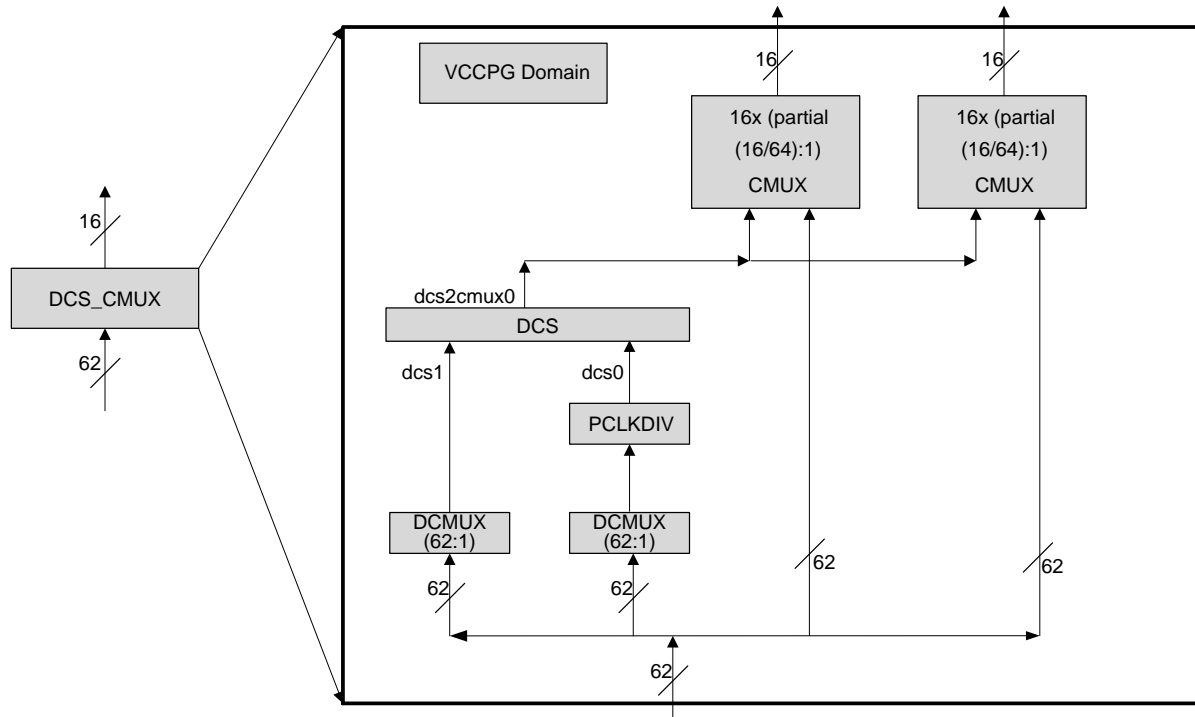 VCCPG Domain
16
16
16x (partial
(16/64):1)
CMUX
16x (partial
(16/64):1)
CMUX
16
DCS_CMUX
62
dcs2cmux0
DCS
dcs1
dcs0
PCLKDIV
DCMUX
(62:1)
DCMUX
(62:1)
62
62
62
62
62